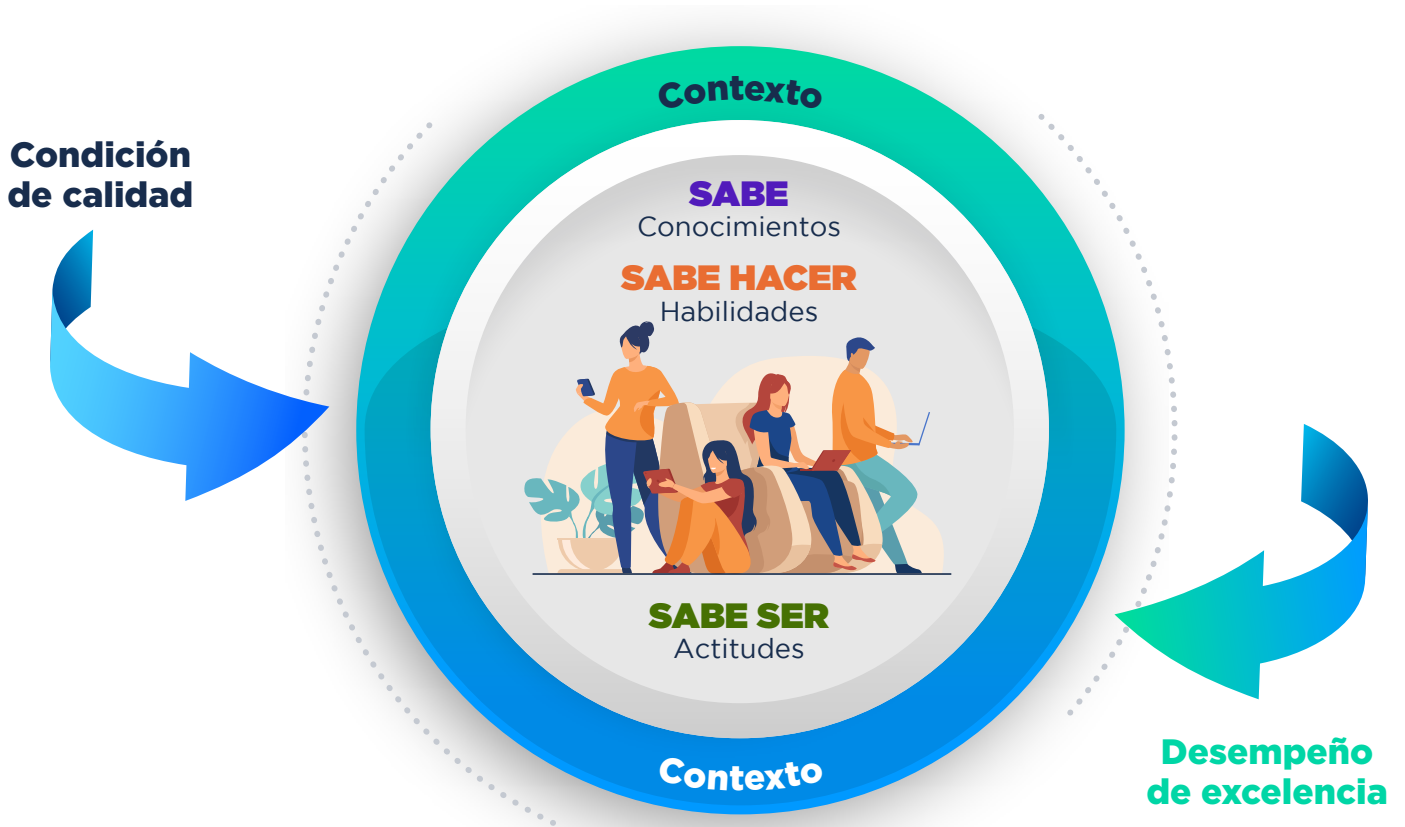 Contexto
Condición
de calidad
SABE
Conocimientos
SABE HACER
Habilidades
SABE SER
Actitudes
Desempeño
de excelencia
Contexto